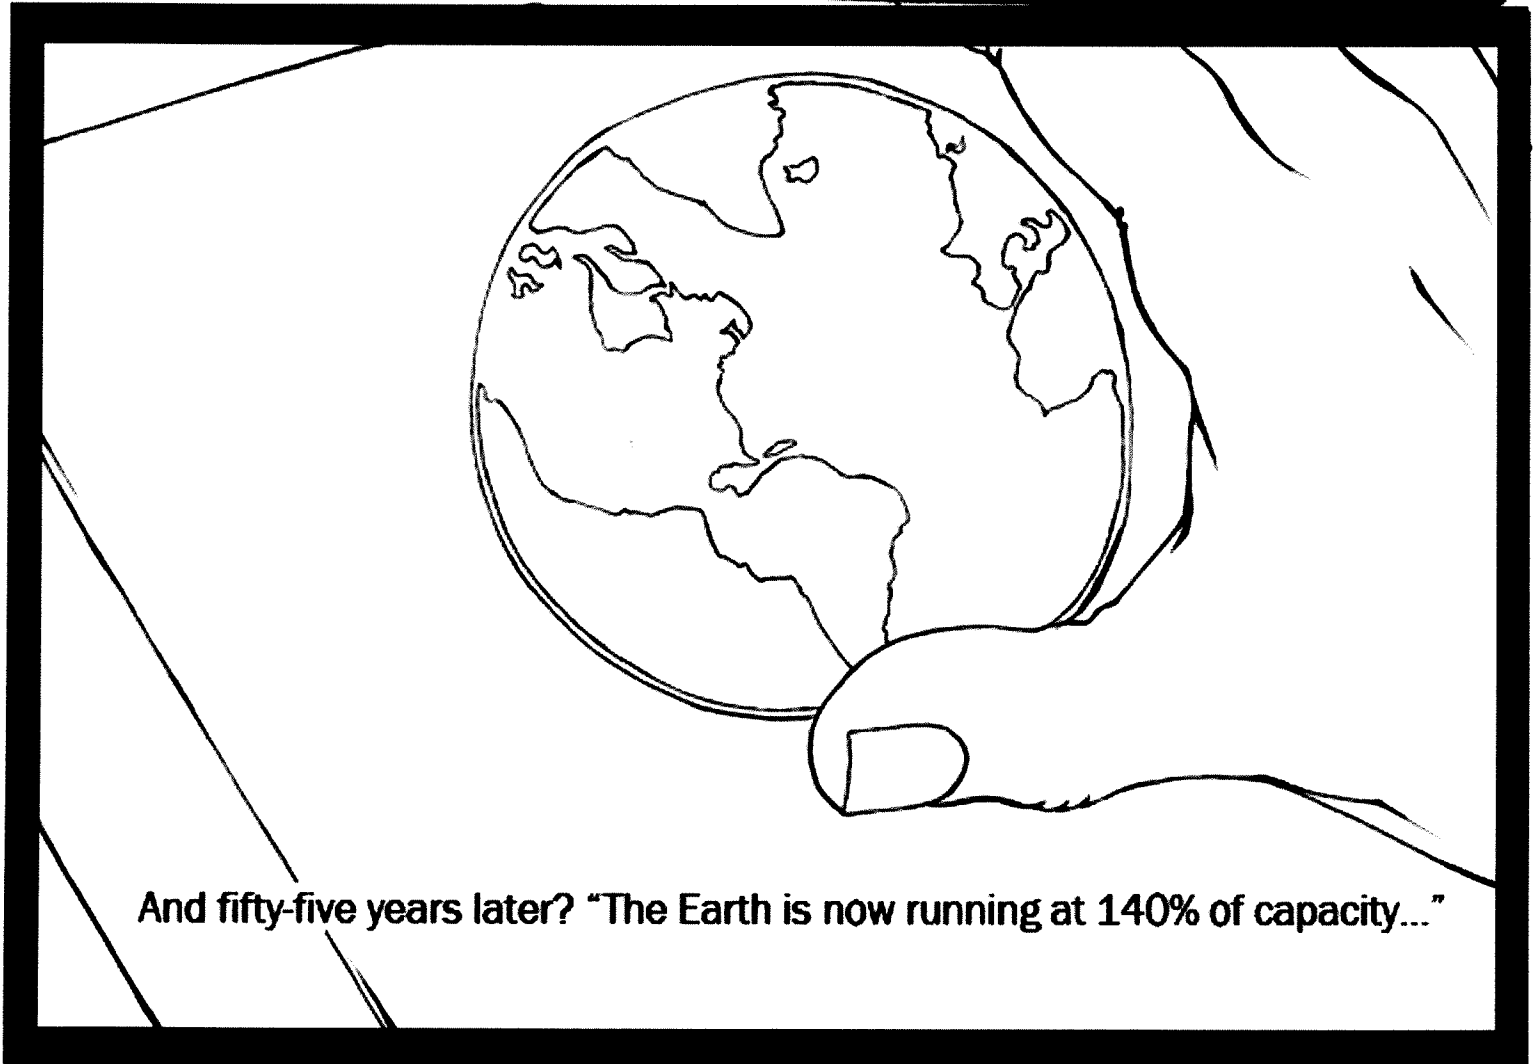 And fifty-five years later? “The Earth is now running at 140% of capacity...”